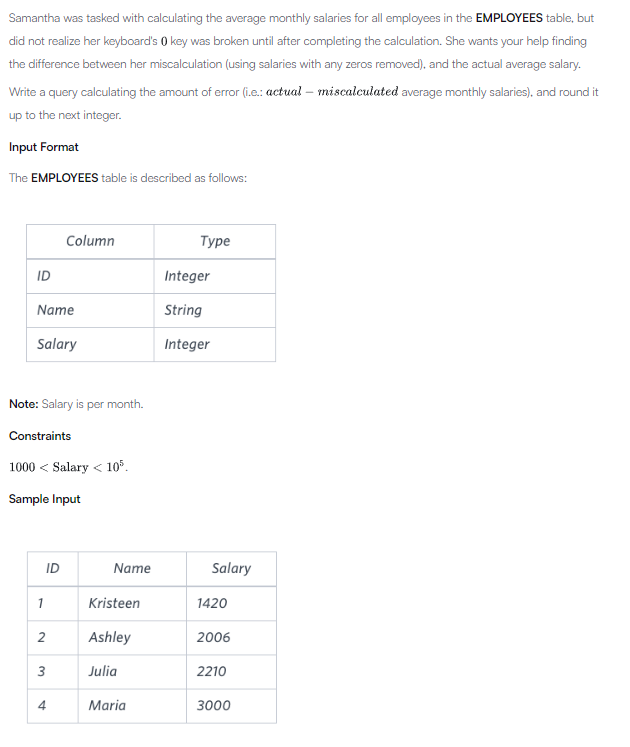 Samantha was tasked with calculating the average monthly salaries for all employees in the EMPLOYEES table, but
did not realize her keyboard's 0 key was broken until after completing the calculation. She wants your help finding
the difference between her miscalculation (using salaries with any zeros removed), and the actual average salary.
Write a query calculating the amount of error (i.e.: actual − miscalculated average monthly salaries), and round it
up to the next integer.
Input Format
The EMPLOYEES table is described as follows:
Column Type
ID Integer
Name String
Salary Integer
Note: Salary is per month.
Constraints
1000 < Salary < 10⁵.
Sample Input
ID Name Salary
1 Kristeen 1420
2 Ashley 2006
3 Julia 2210
4 Maria 3000